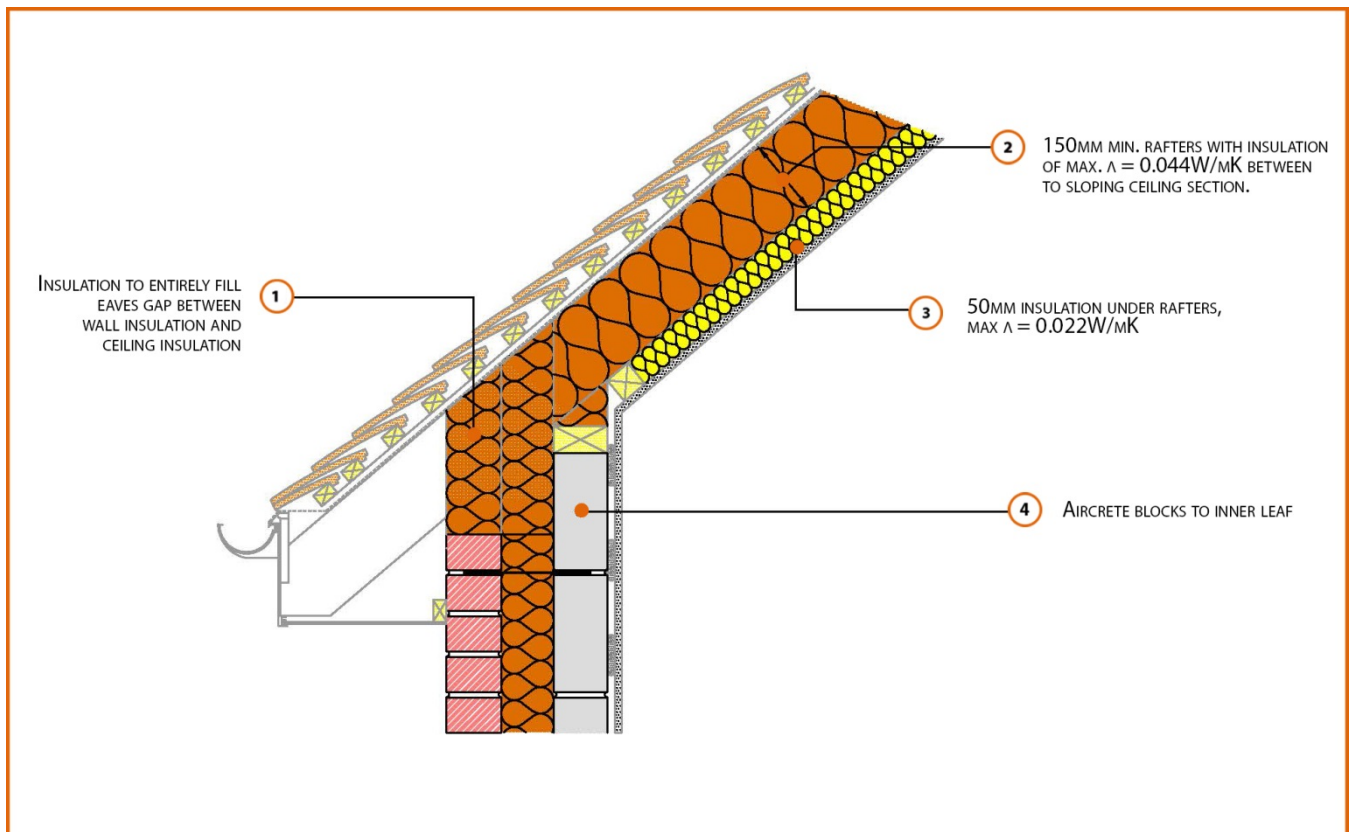 INSULATION TO ENTIRELY FILL
EAVES GAP BETWEEN
WALL INSULATION AND
CEILING INSULATION
1
2
150MM MIN. RAFTERS WITH INSULATION
OF MAX. Λ = 0.044W/MK BETWEEN
TO SLOPING CEILING SECTION.
3
50MM INSULATION UNDER RAFTERS,
MAX Λ = 0.022W/MK
4
AIRCRETE BLOCKS TO INNER LEAF